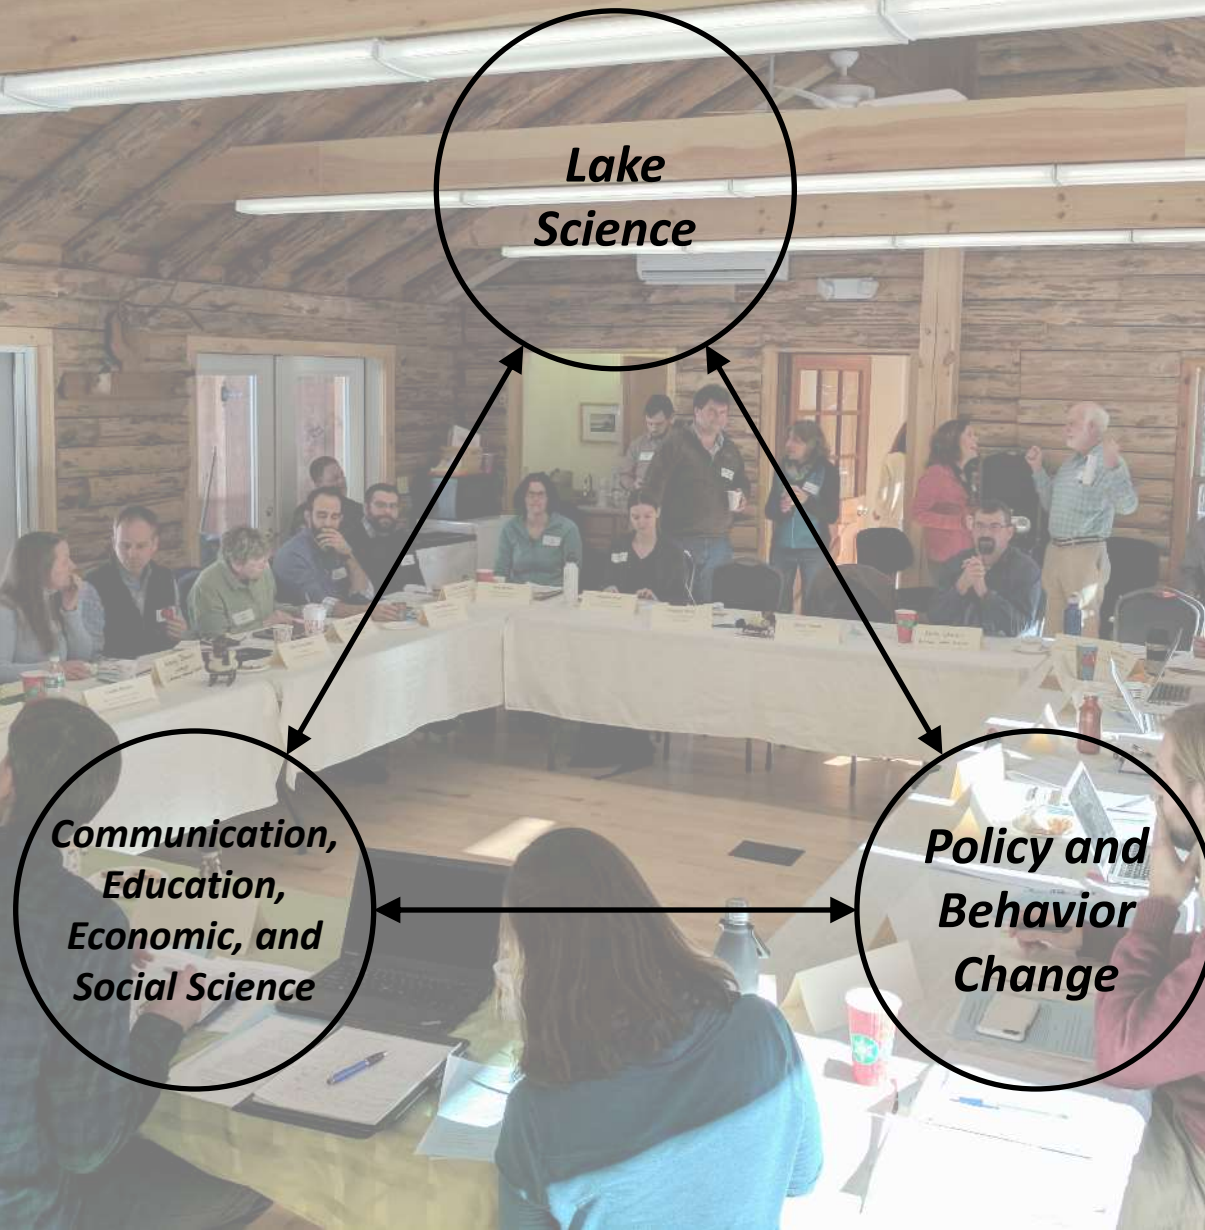 Lake
Science
Communication,
Education,
Economic, and
Social Science
Policy and
Behavior
Change